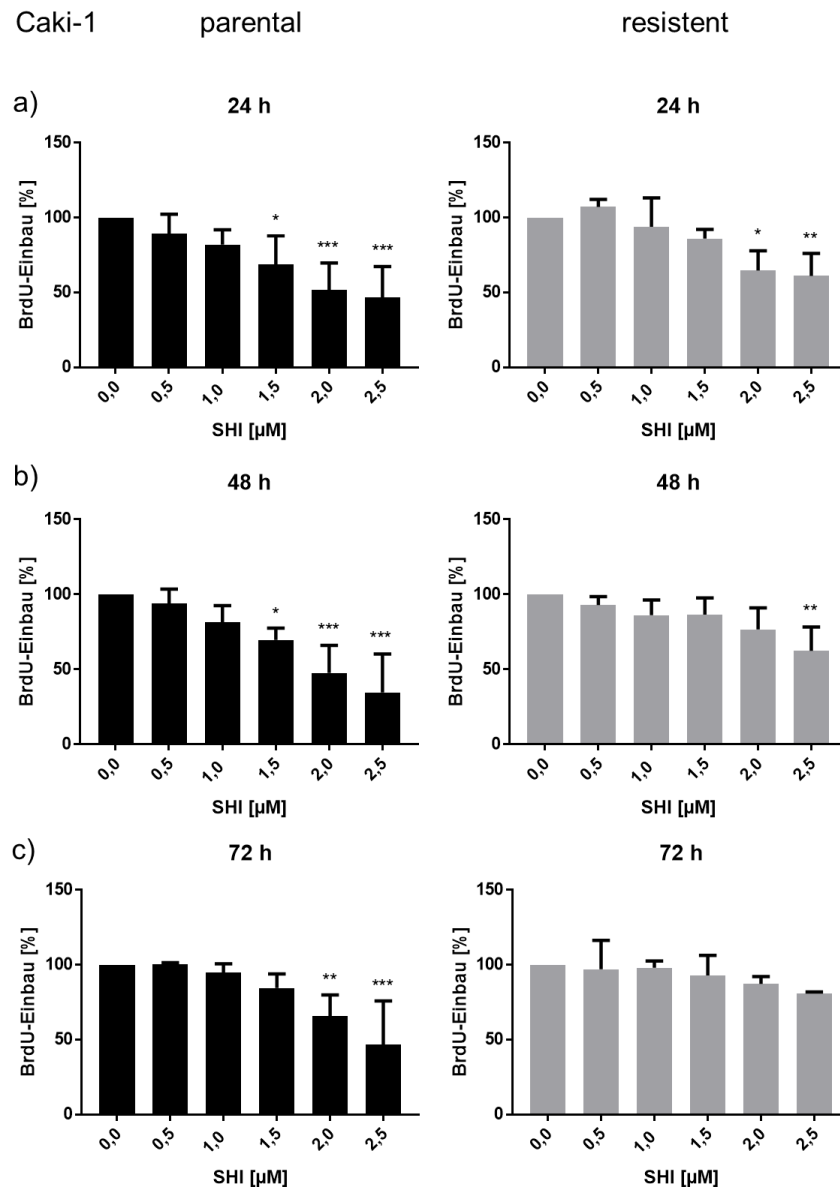 Caki-1 parental resistent
a)
24 h 24 h
BrdU-Einbau [%] BrdU-Einbau [%]
150 150
100 100
50 50
0 0
* *** *** * **
0,0 0,5 1,0 1,5 2,0 2,5 0,0 0,5 1,0 1,5 2,0 2,5
SHI [µM] SHI [µM]
b)
48 h 48 h
BrdU-Einbau [%] BrdU-Einbau [%]
150 150
100 100
50 50
0 0
* *** *** **
0,0 0,5 1,0 1,5 2,0 2,5 0,0 0,5 1,0 1,5 2,0 2,5
SHI [µM] SHI [µM]
c)
72 h 72 h
BrdU-Einbau [%] BrdU-Einbau [%]
150 150
100 100
50 50
0 0
** ***
0,0 0,5 1,0 1,5 2,0 2,5 0,0 0,5 1,0 1,5 2,0 2,5
SHI [µM] SHI [µM]